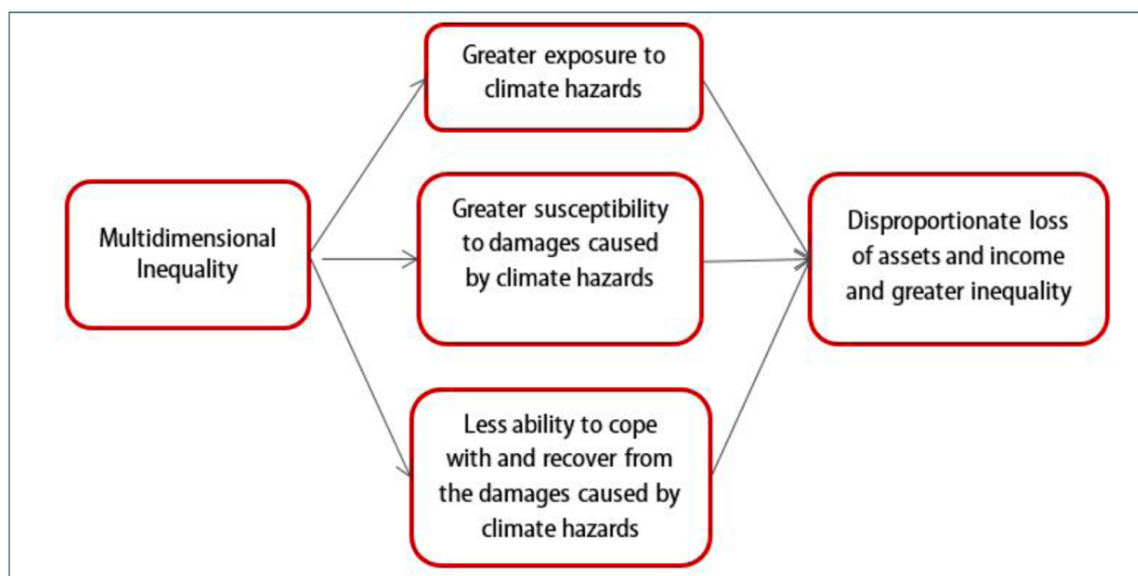 Greater exposure to
climate hazards
Multidimensional
Inequality
Greater susceptibility
to damages caused
by climate hazards
Less ability to cope
with and recover from
the damages caused by
climate hazards
Disproportionate loss
of assets and income
and greater inequality